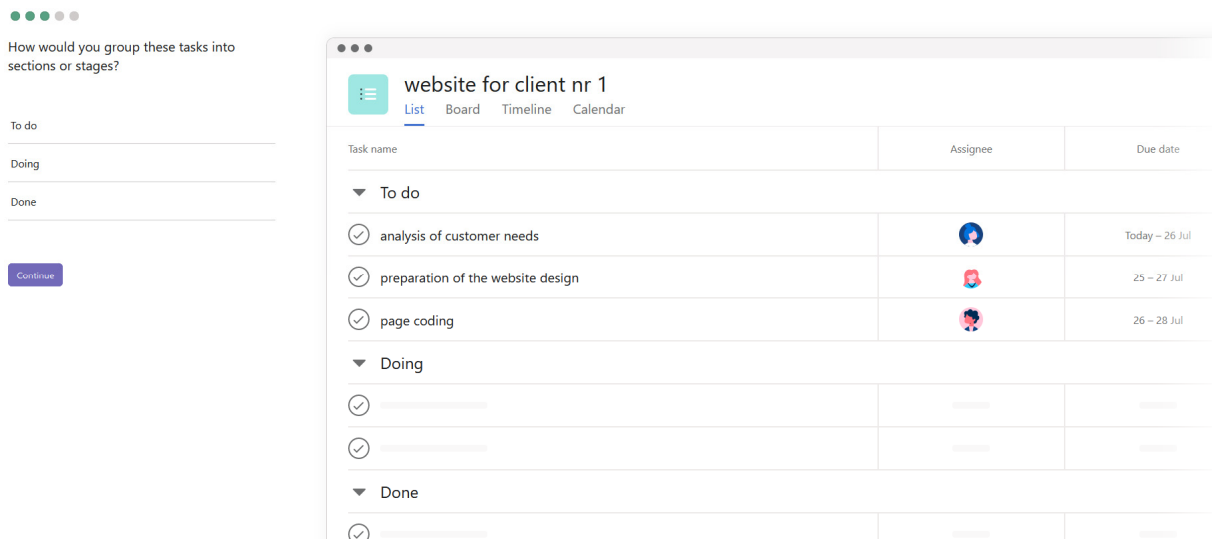 How would you group these tasks into
sections or stages?
To do
Doing
Done
Continue
website for client nr 1
List Board Timeline Calendar
Task name Assignee Due date
To do
analysis of customer needs Today – 26 Jul
preparation of the website design 25 – 27 Jul
page coding 26 – 28 Jul
Doing
Done